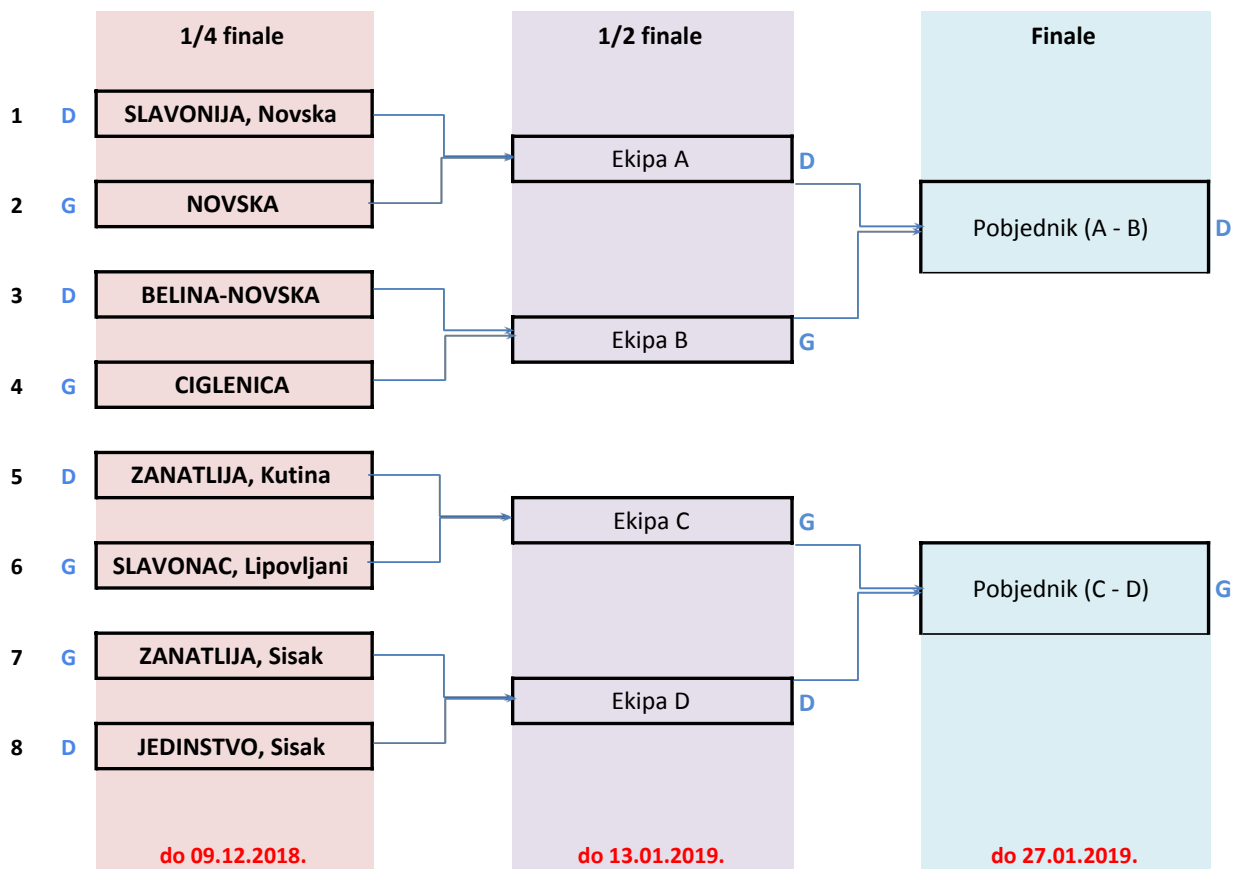 1/4 finale
1/2 finale
Finale
1 D SLAVONIJA, Novska
Ekipa A D
2 G NOVSKA
Pobjednik (A - B) D
3 D BELINA-NOVSKA
Ekipa B G
4 G CIGLENICA
5 D ZANATLIJA, Kutina
Ekipa C G
6 G SLAVONAC, Lipovljani
Pobjednik (C - D) G
7 G ZANATLIJA, Sisak
Ekipa D D
8 D JEDINSTVO, Sisak
do 09.12.2018.
do 13.01.2019.
do 27.01.2019.